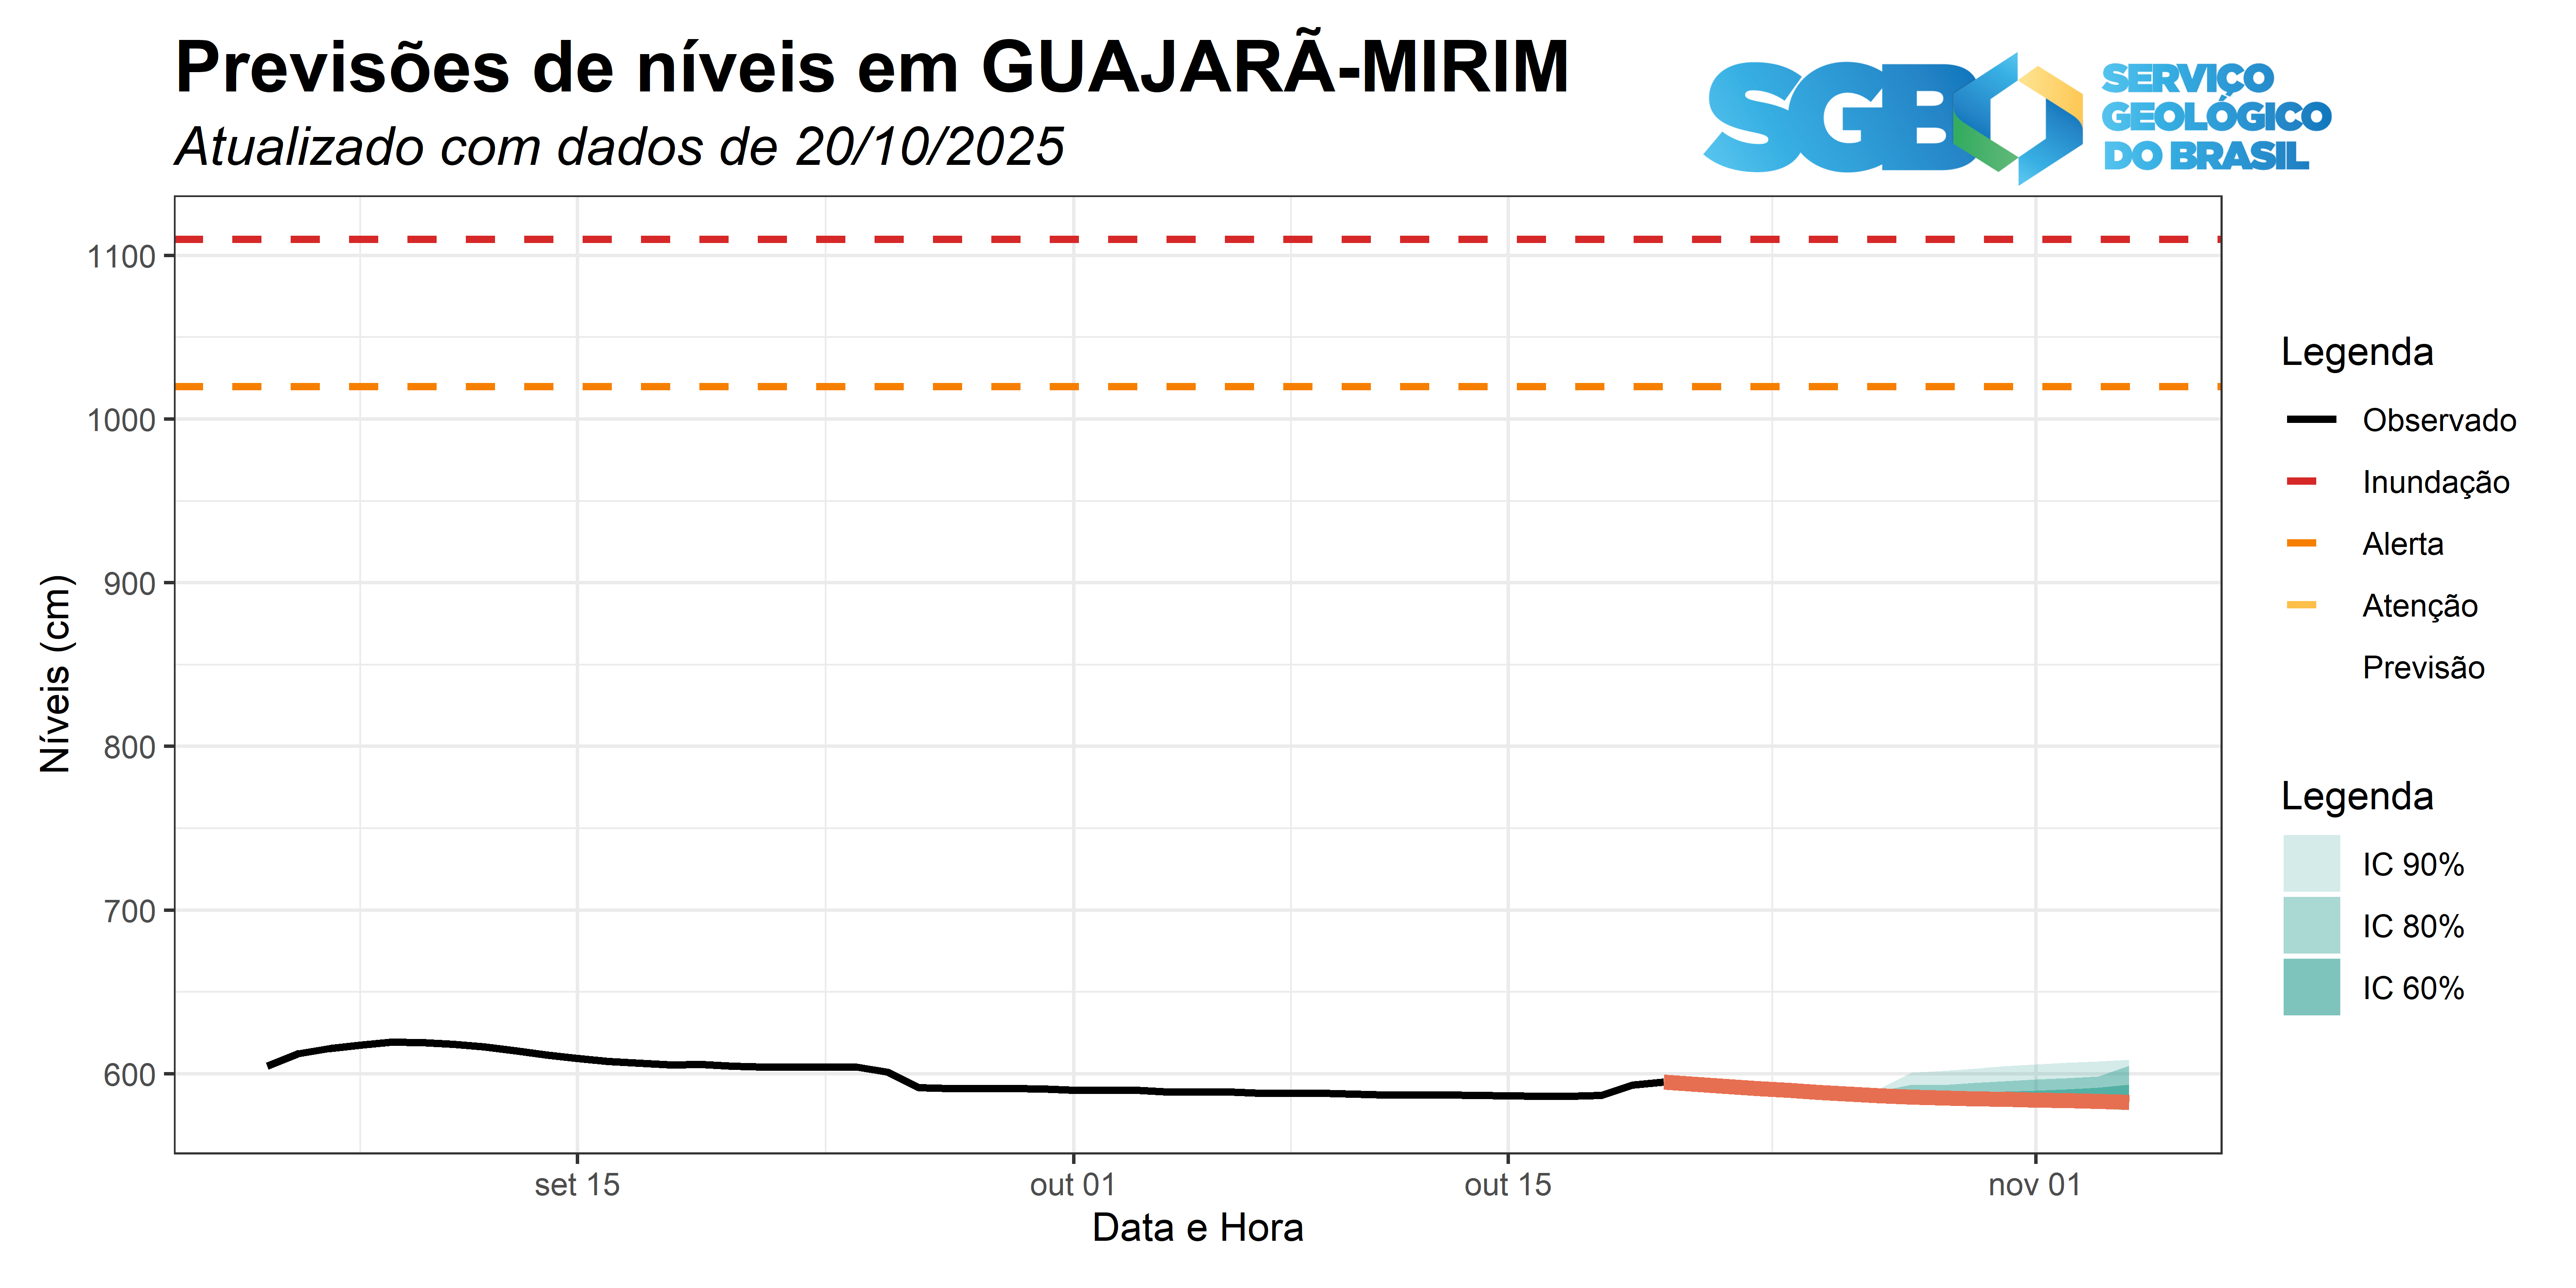 Previsões de níveis em GUAJARÃ-MIRIM
Atualizado com dados de 20/10/2025
SGB
SERVIÇO
GEOLÓGICO
DO BRASIL
1100
1000
900
800
700
600
Níveis (cm)
set 15
out 01
out 15
nov 01
Data e Hora
Legenda
Observado
Inundação
Alerta
Atenção
Previsão
Legenda
IC 90%
IC 80%
IC 60%